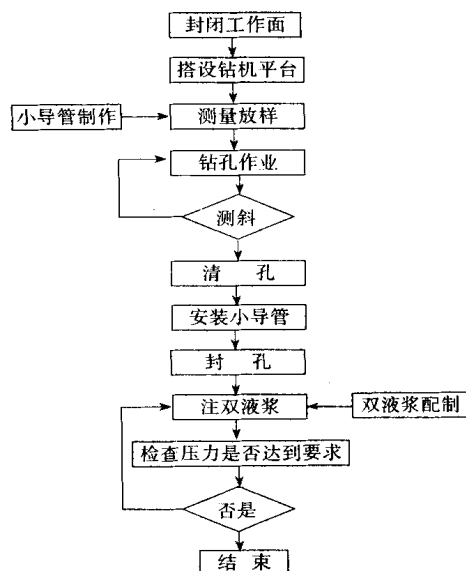 封闭工作面
搭设钻机平台
小导管制作
测量放样
钻孔作业
测斜
清 孔
安装小导管
封 孔
注双液浆
双液浆配制
检查压力是否达到要求
否是
结 束